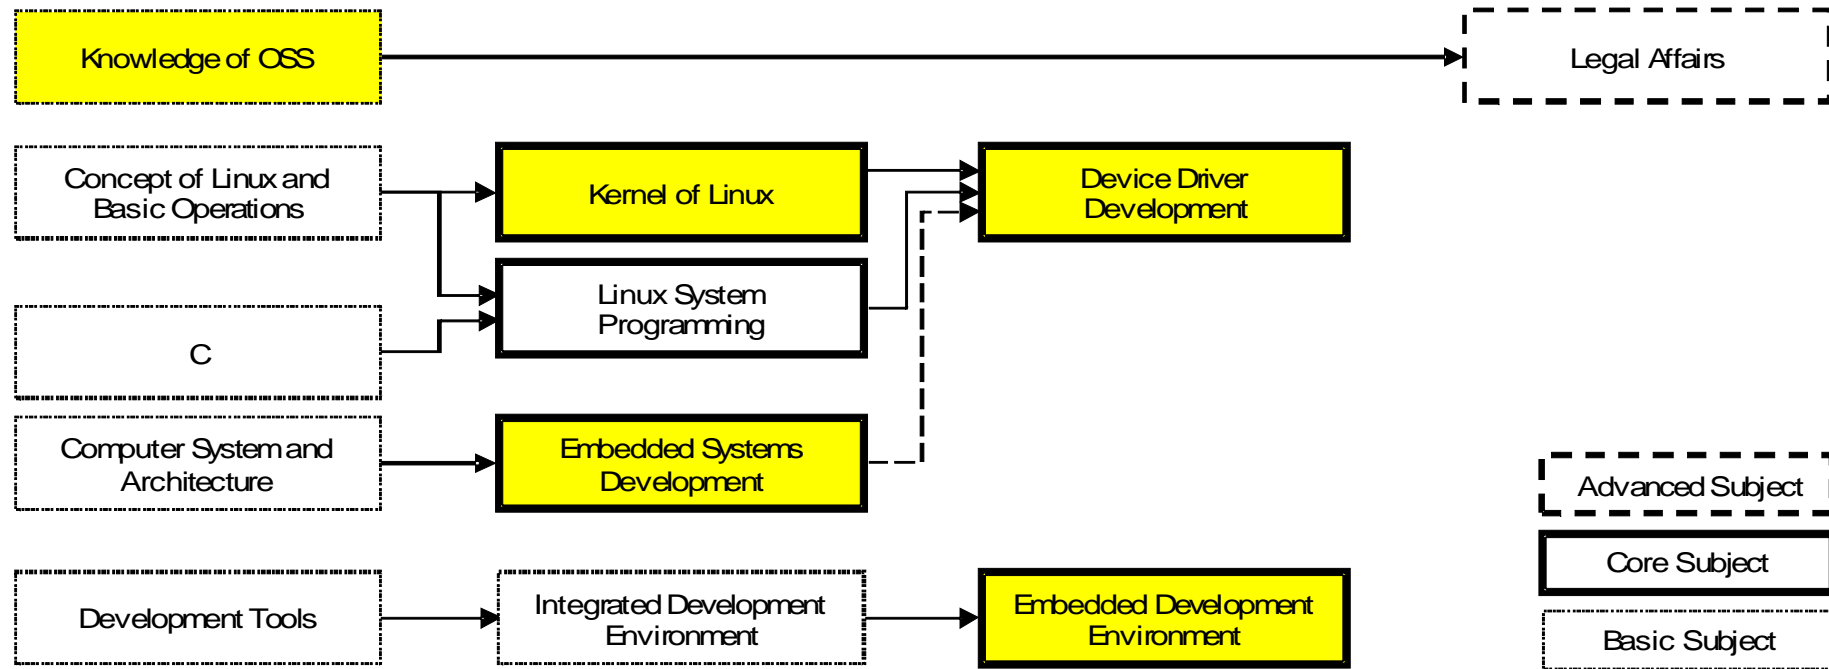 Knowledge of OSS
Legal Affairs
Concept of Linux and
Basic Operations
Kernel of Linux
Device Driver
Development
Linux System
Programming
C
Computer System and
Architecture
Embedded Systems
Development
Advanced Subject
Core Subject
Development Tools
Integrated Development
Environment
Embedded Development
Environment
Basic Subject